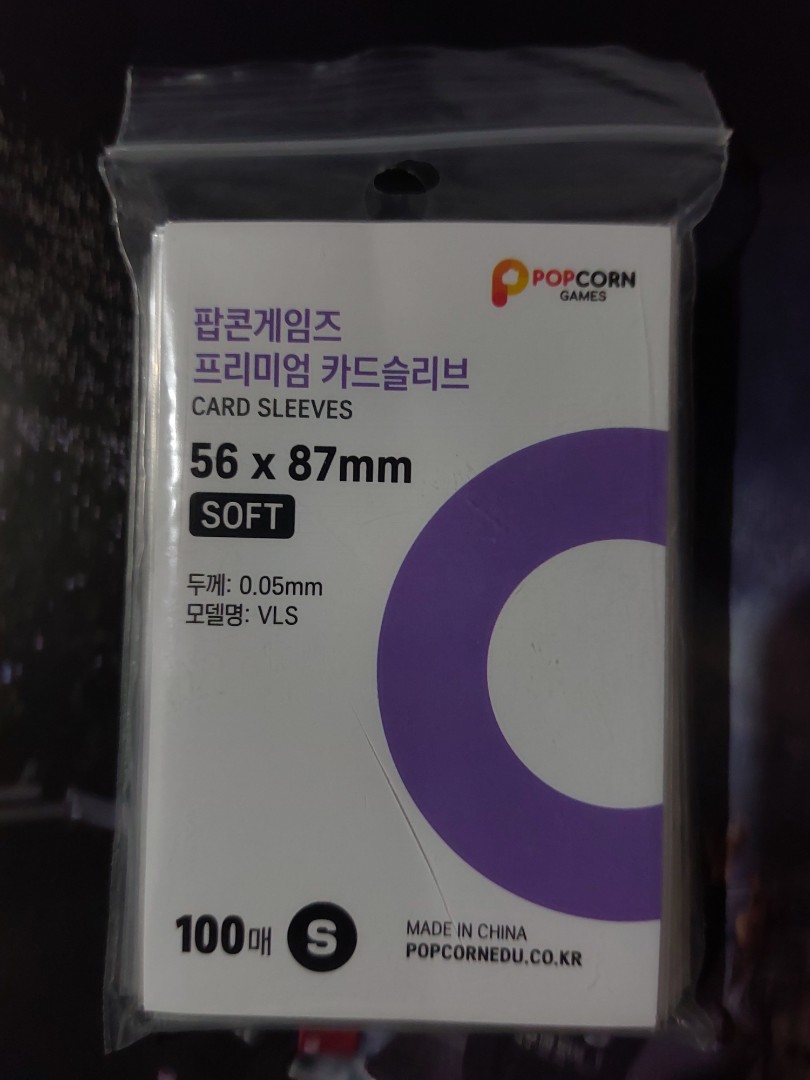 POPCORN
GAMES
팝콘게임즈
프리미엄 카드슬리브
CARD SLEEVES
56 x 87mm
SOFT
두께: 0.05mm
모델명: VLS
100매 S
MADE IN CHINA
POPCORNEDU.CO.KR